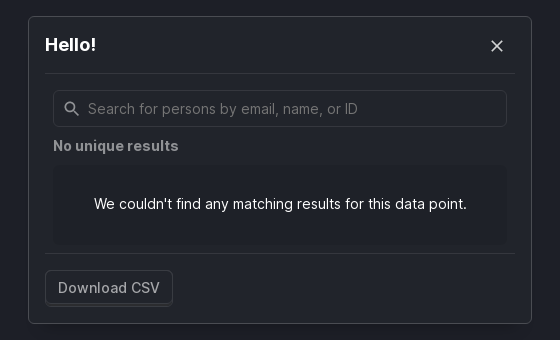 Hello!
Search for persons by email, name, or ID
No unique results
We couldn't find any matching results for this data point.
Download CSV